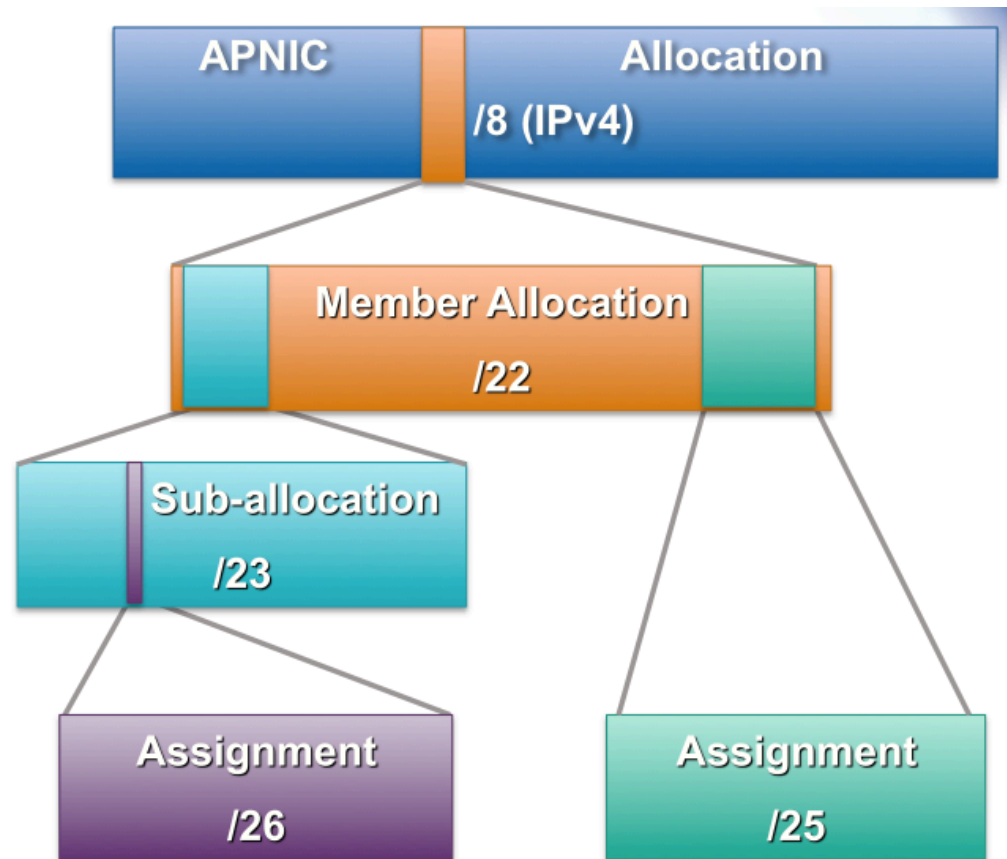 APNIC Allocation
/8 (IPv4)
Member Allocation
/22
Sub-allocation
/23
Assignment
/26
Assignment
/25